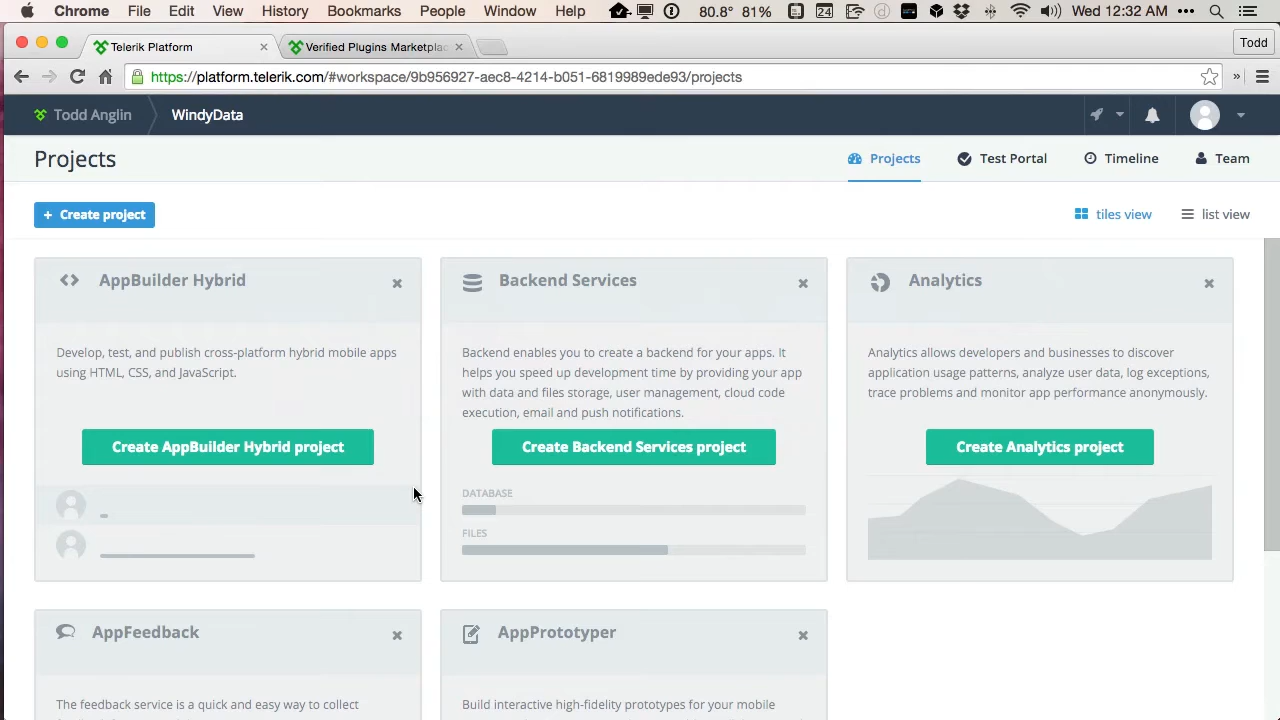 Chrome File Edit View History Bookmarks People Window Help 80.8° 81% 24 Wed 12:32 AM
Telerik Platform
Verified Plugins Marketplac
Todd
https://platform.telerik.com/#workspace/9b956927-aec8-4214-b051-6819989ede93/projects
Todd Anglin WindyData
Projects
Projects Test Portal Timeline Team
+ Create project
tiles view list view
AppBuilder Hybrid
Develop, test, and publish cross-platform hybrid mobile apps
using HTML, CSS, and JavaScript.
Create AppBuilder Hybrid project
Backend Services
Backend enables you to create a backend for your apps. It
helps you speed up development time by providing your app
with data and files storage, user management, cloud code
execution, email and push notifications.
Create Backend Services project
DATABASE
FILES
Analytics
Analytics allows developers and businesses to discover
application usage patterns, analyze user data, log exceptions,
trace problems and monitor app performance anonymously.
Create Analytics project
AppFeedback
The feedback service is a quick and easy way to collect
AppPrototyper
Build interactive high-fidelity prototypes for your mobile